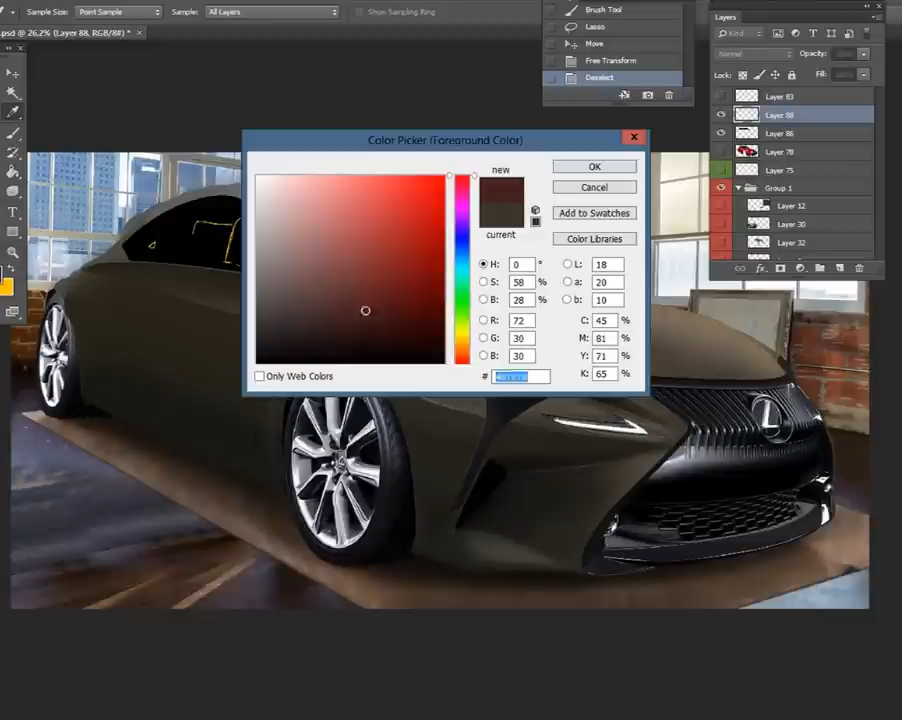 Sample Size: Point Sample Sample: All Layers Show Sampling Ring
.psd @ 26.2% (Layer 88, RGB/8#) * ×
Brush Tool
Lasso
Move
Free Transform
Deselect
Layers
Kind
Normal Opacity:
Lock: Fill:
Layer 83
Layer 88
Layer 86
Layer 78
Layer 75
Group 1
Layer 12
Layer 30
Layer 32
fx
Color Picker (Foreground Color)
new
current
OK
Cancel
Add to Swatches
Color Libraries
H: 0 °
S: 58 %
B: 28 %
R: 72
G: 30
B: 30
L: 18
a: 20
b: 10
C: 45 %
M: 81 %
Y: 71 %
K: 65 %
#
Only Web Colors